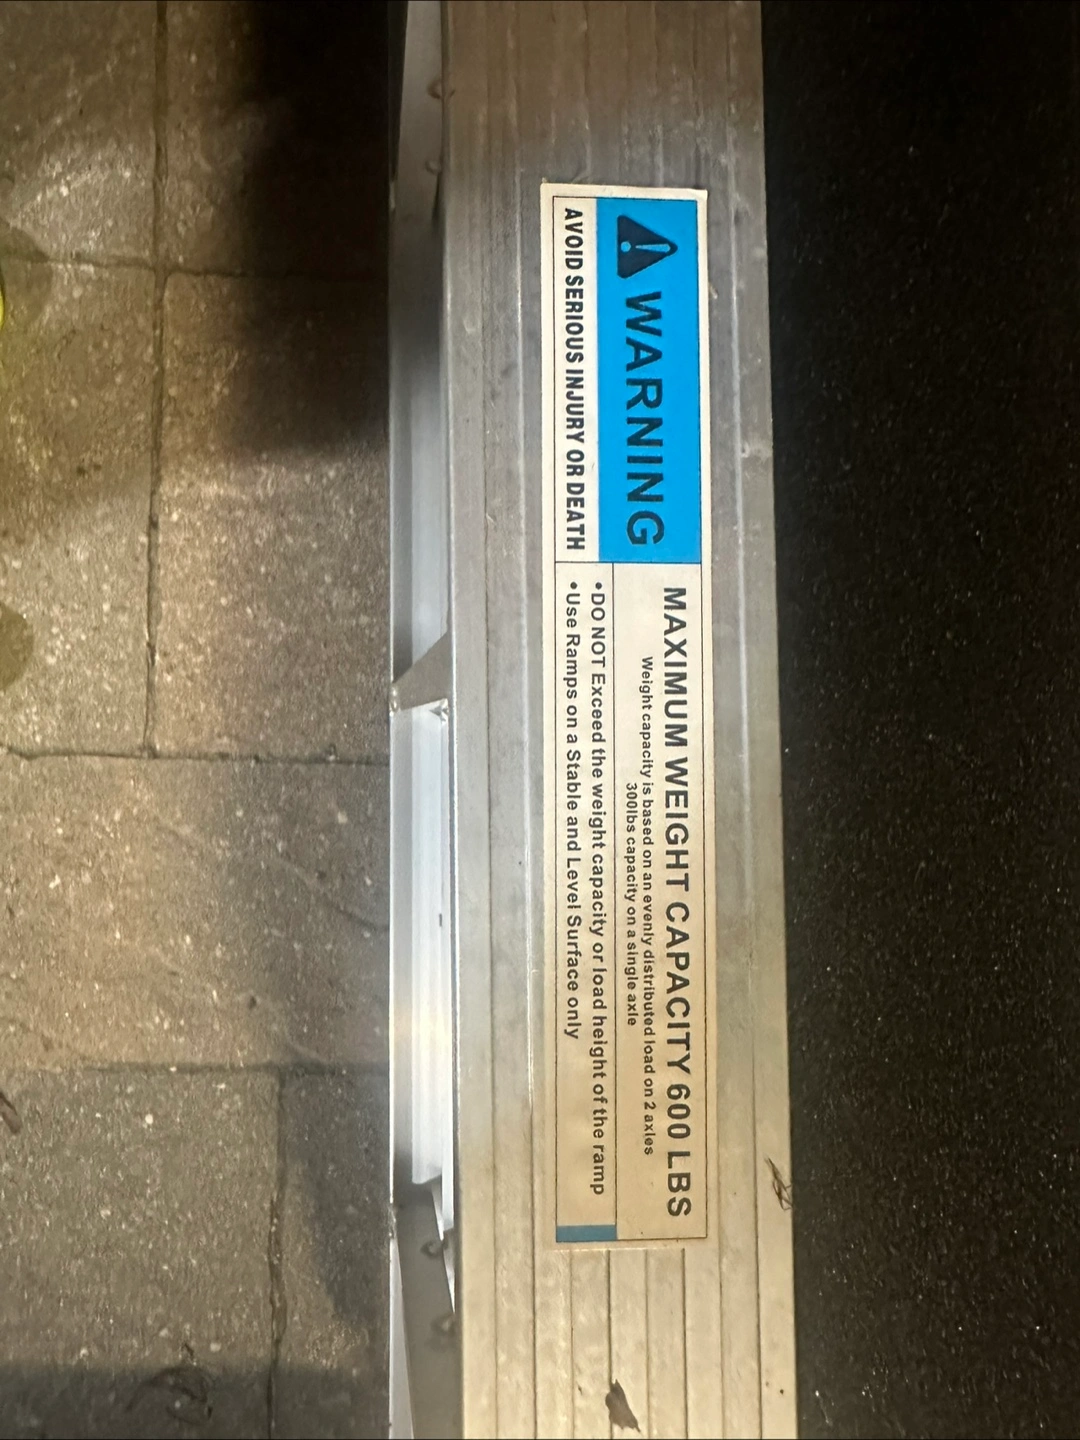 WARNING
AVOID SERIOUS INJURY OR DEATH
MAXIMUM WEIGHT CAPACITY 600 LBS
Weight capacity is based on an evenly distributed load on 2 axles
300lbs capacity on a single axle
•DO NOT Exceed the weight capacity or load height of the ramp
•Use Ramps on a Stable and Level Surface only